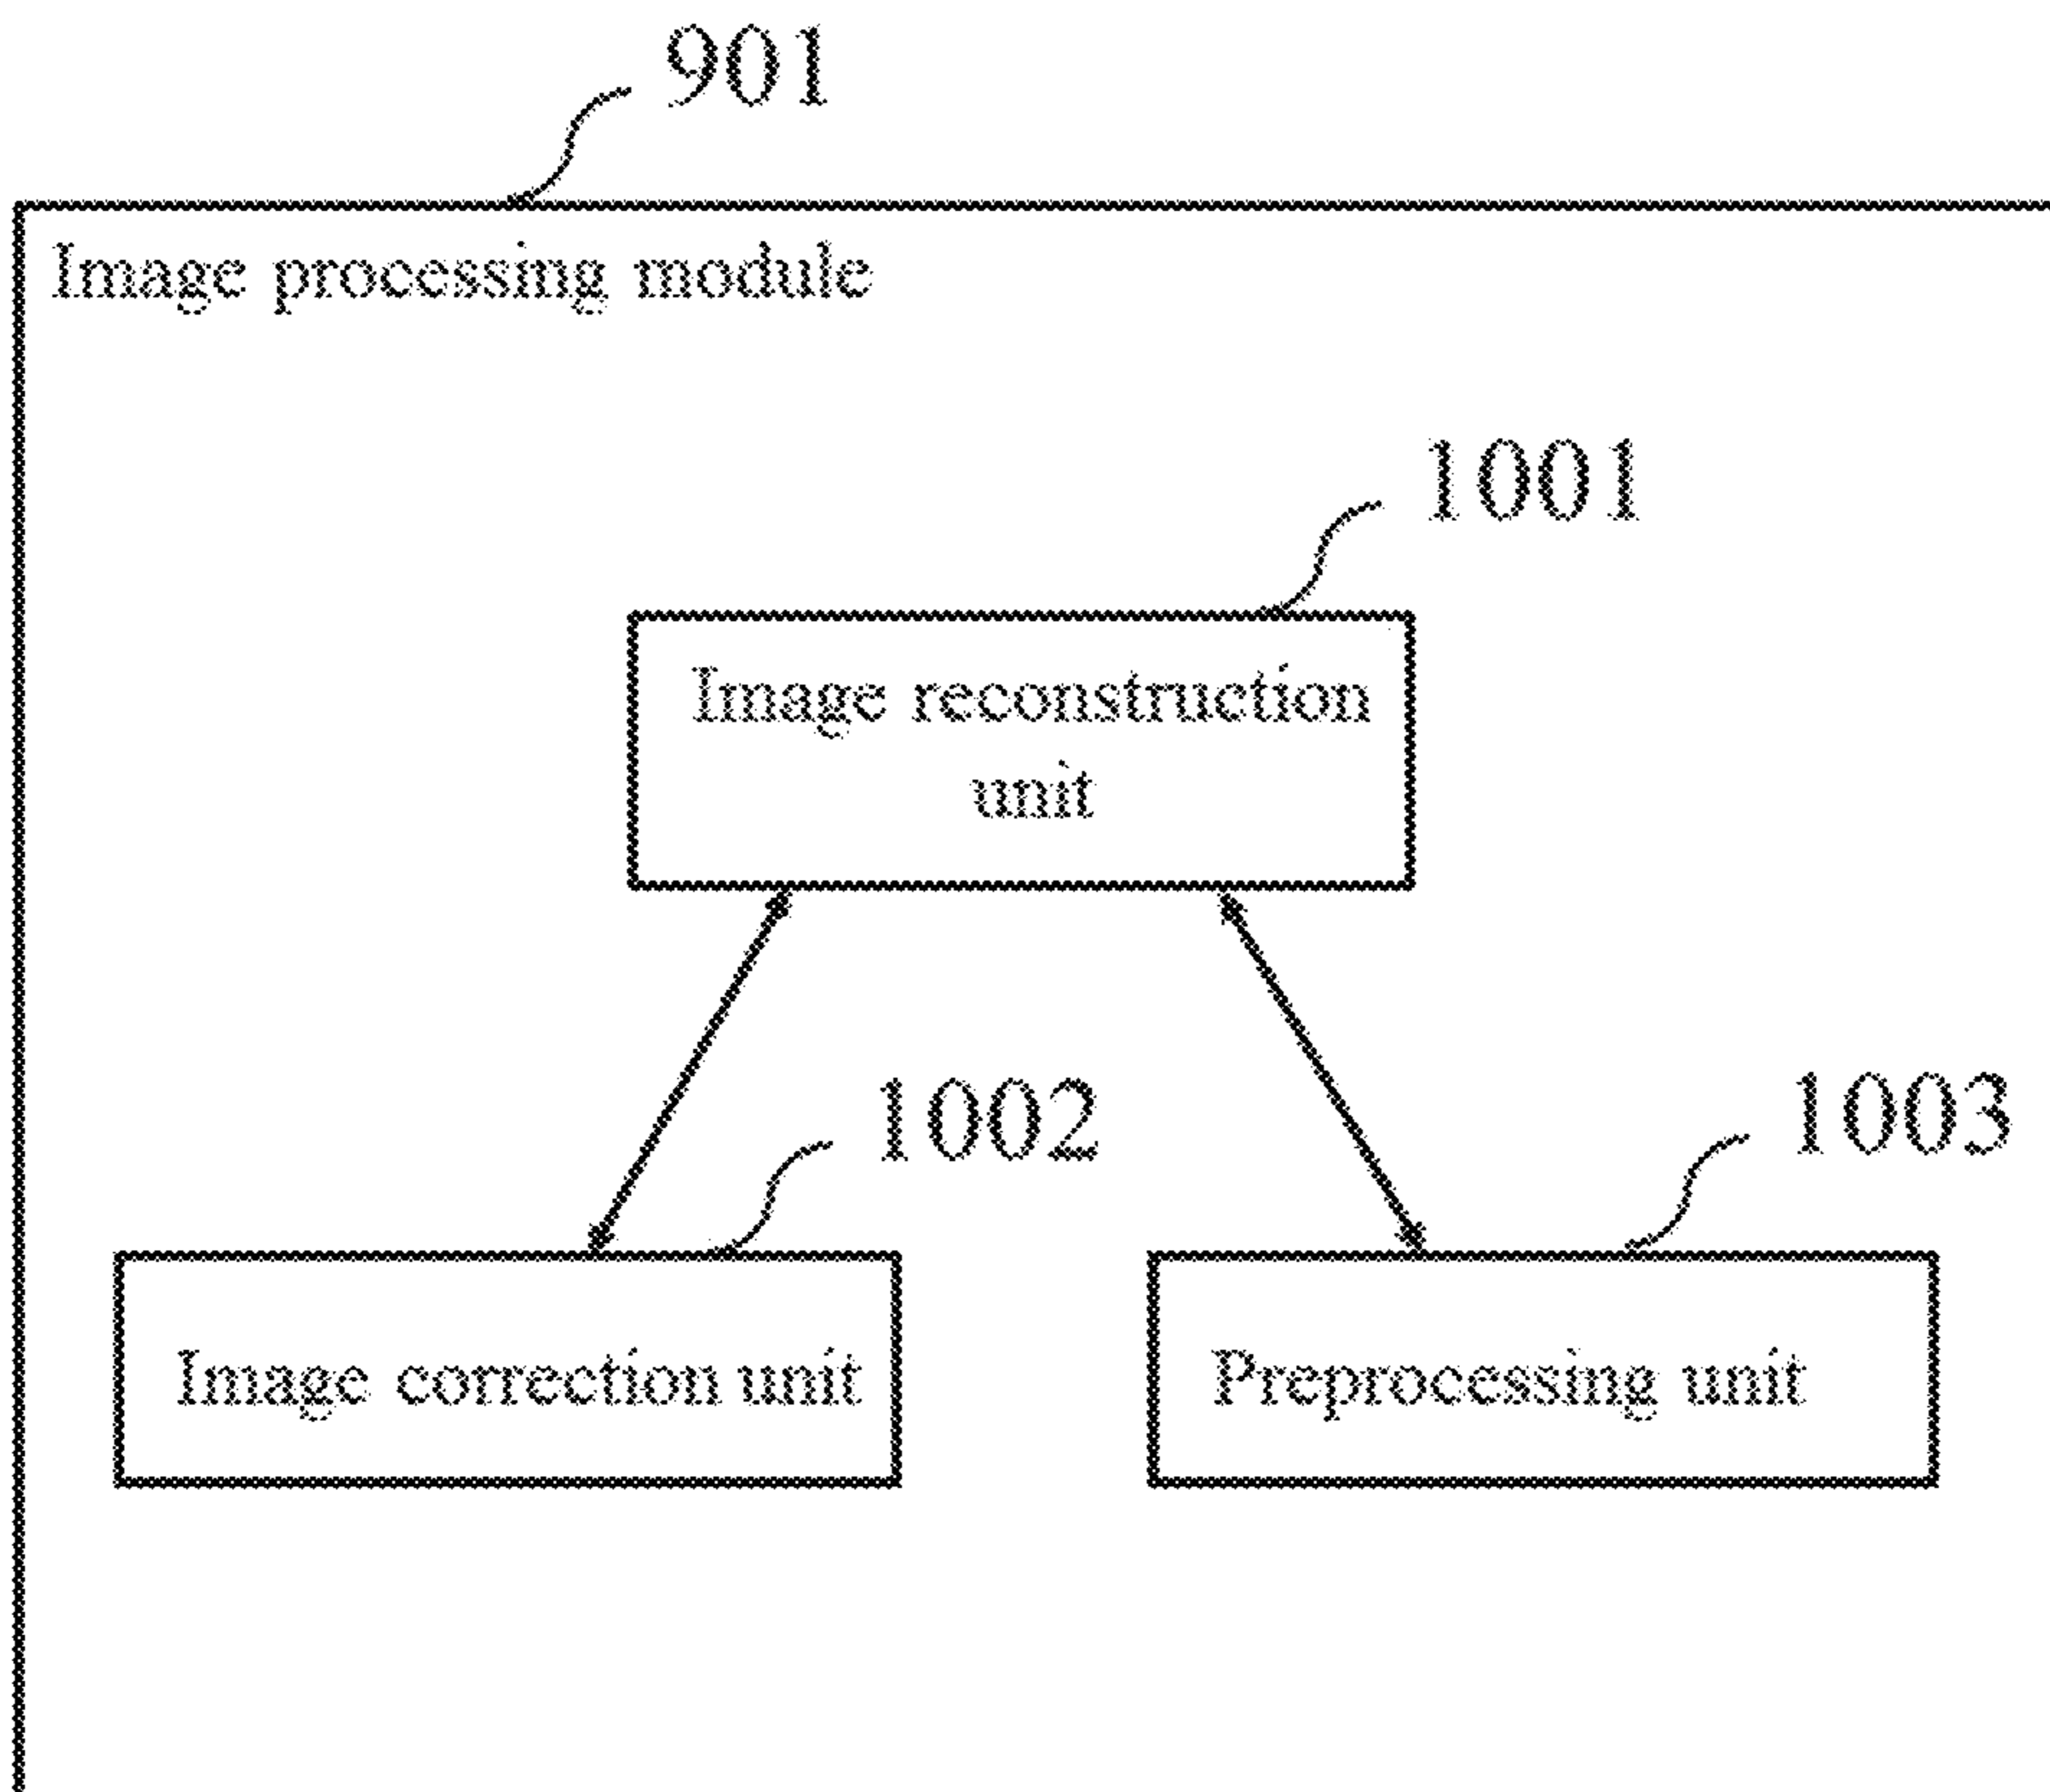 901
Image processing module
1001
Image reconstruction
unit
1002
1003
Image correction unit
Preprocessing unit